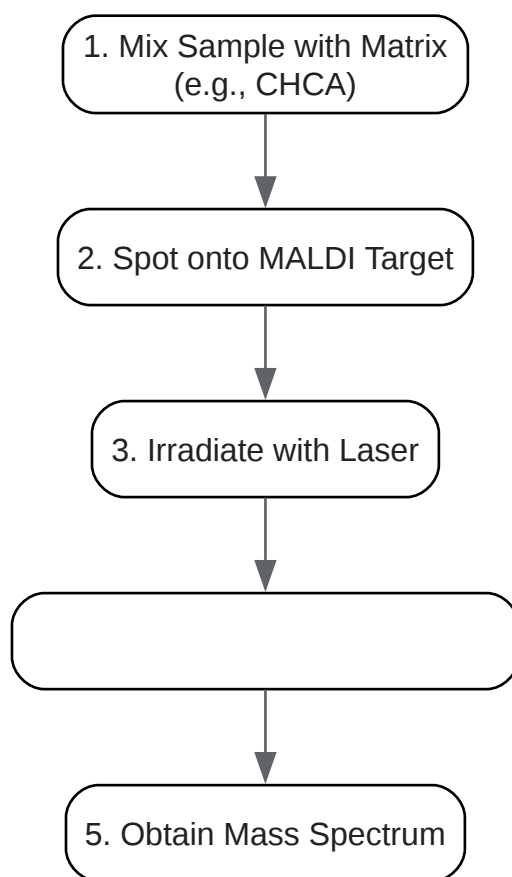 1. Mix Sample with Matrix
(e.g., CHCA)
2. Spot onto MALDI Target
3. Irradiate with Laser
5. Obtain Mass Spectrum